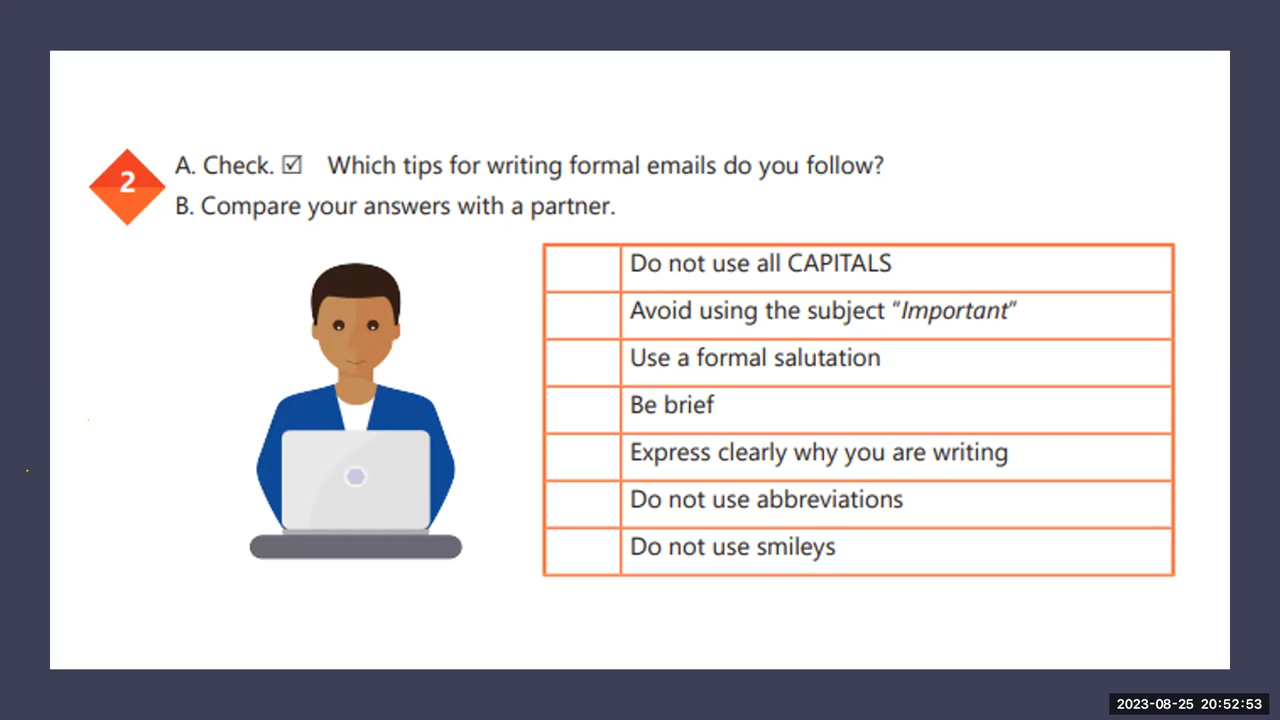 2
A. Check. ☑ Which tips for writing formal emails do you follow?
B. Compare your answers with a partner.
Do not use all CAPITALS
Avoid using the subject “Important”
Use a formal salutation
Be brief
Express clearly why you are writing
Do not use abbreviations
Do not use smileys
2023-08-25 20:52:53